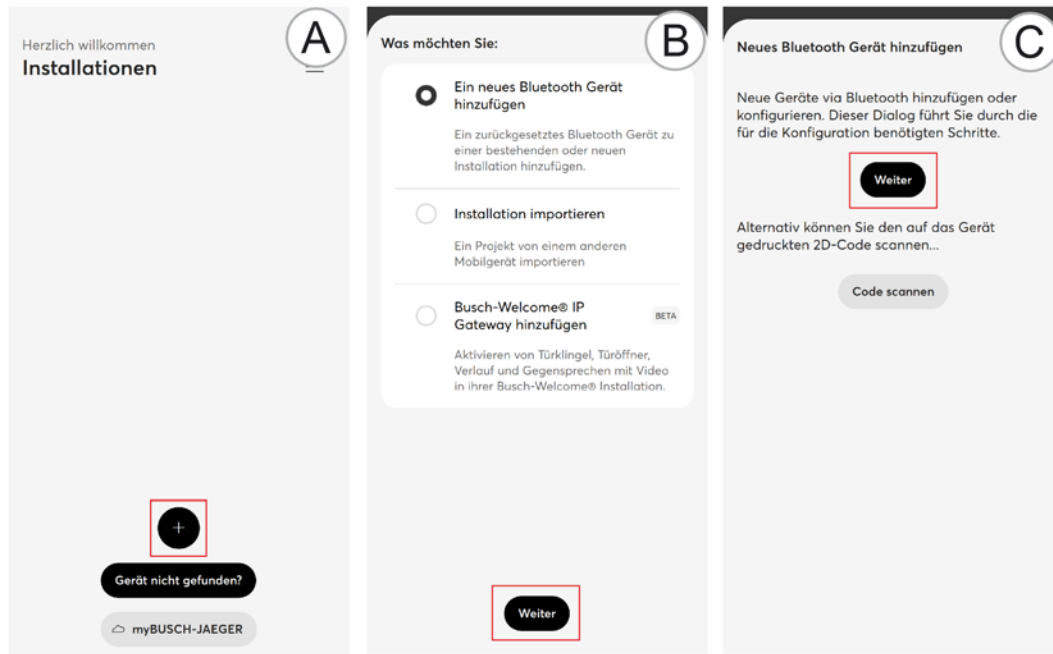 Herzlich willkommen
Installationen
A
+
Gerät nicht gefunden?
myBUSCH-JAEGER
Was möchten Sie:
B
Ein neues Bluetooth Gerät
hinzufügen
Ein zurückgesetztes Bluetooth Gerät zu
einer bestehenden oder neuen
Installation hinzufügen.
Installation importieren
Ein Projekt von einem anderen
Mobilgerät importieren
Busch-Welcome® IP
Gateway hinzufügen
BETA
Aktivieren von Türklingel, Türöffner,
Verlauf und Gegensprechen mit Video
in ihrer Busch-Welcome® Installation.
Weiter
Neues Bluetooth Gerät hinzufügen
C
Neue Geräte via Bluetooth hinzufügen oder
konfigurieren. Dieser Dialog führt Sie durch die
für die Konfiguration benötigten Schritte.
Weiter
Alternativ können Sie den auf das Gerät
gedruckten 2D-Code scannen...
Code scannen